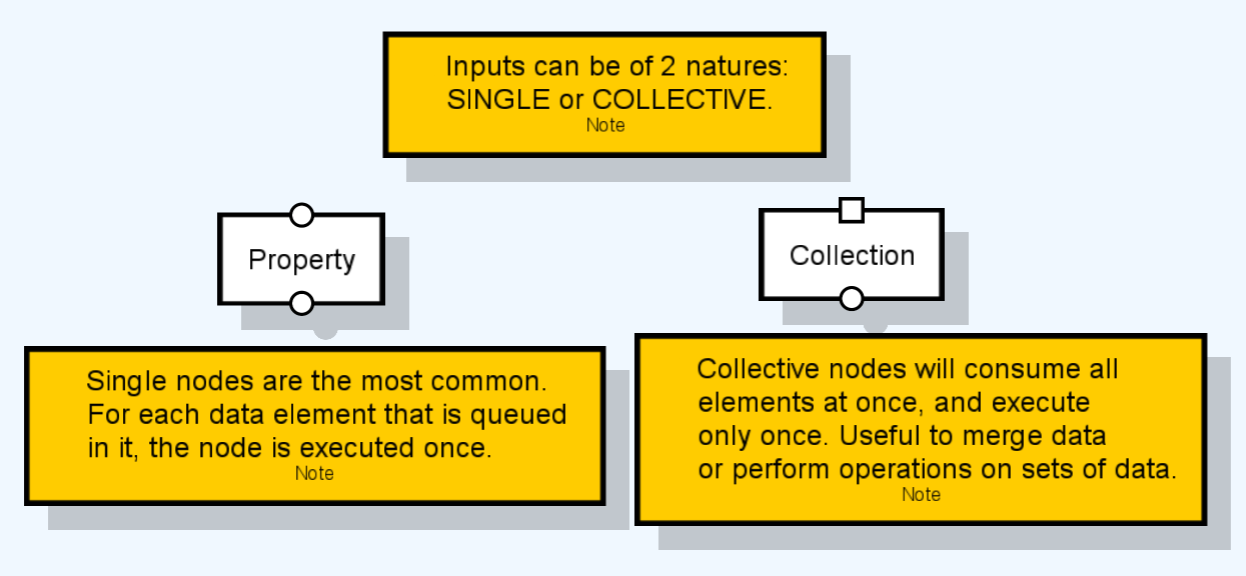 Inputs can be of 2 natures:
SINGLE or COLLECTIVE.
Note
Property
Collection
Single nodes are the most common.
For each data element that is queued
in it, the node is executed once.
Note
Collective nodes will consume all
elements at once, and execute
only once. Useful to merge data
or perform operations on sets of data.
Note